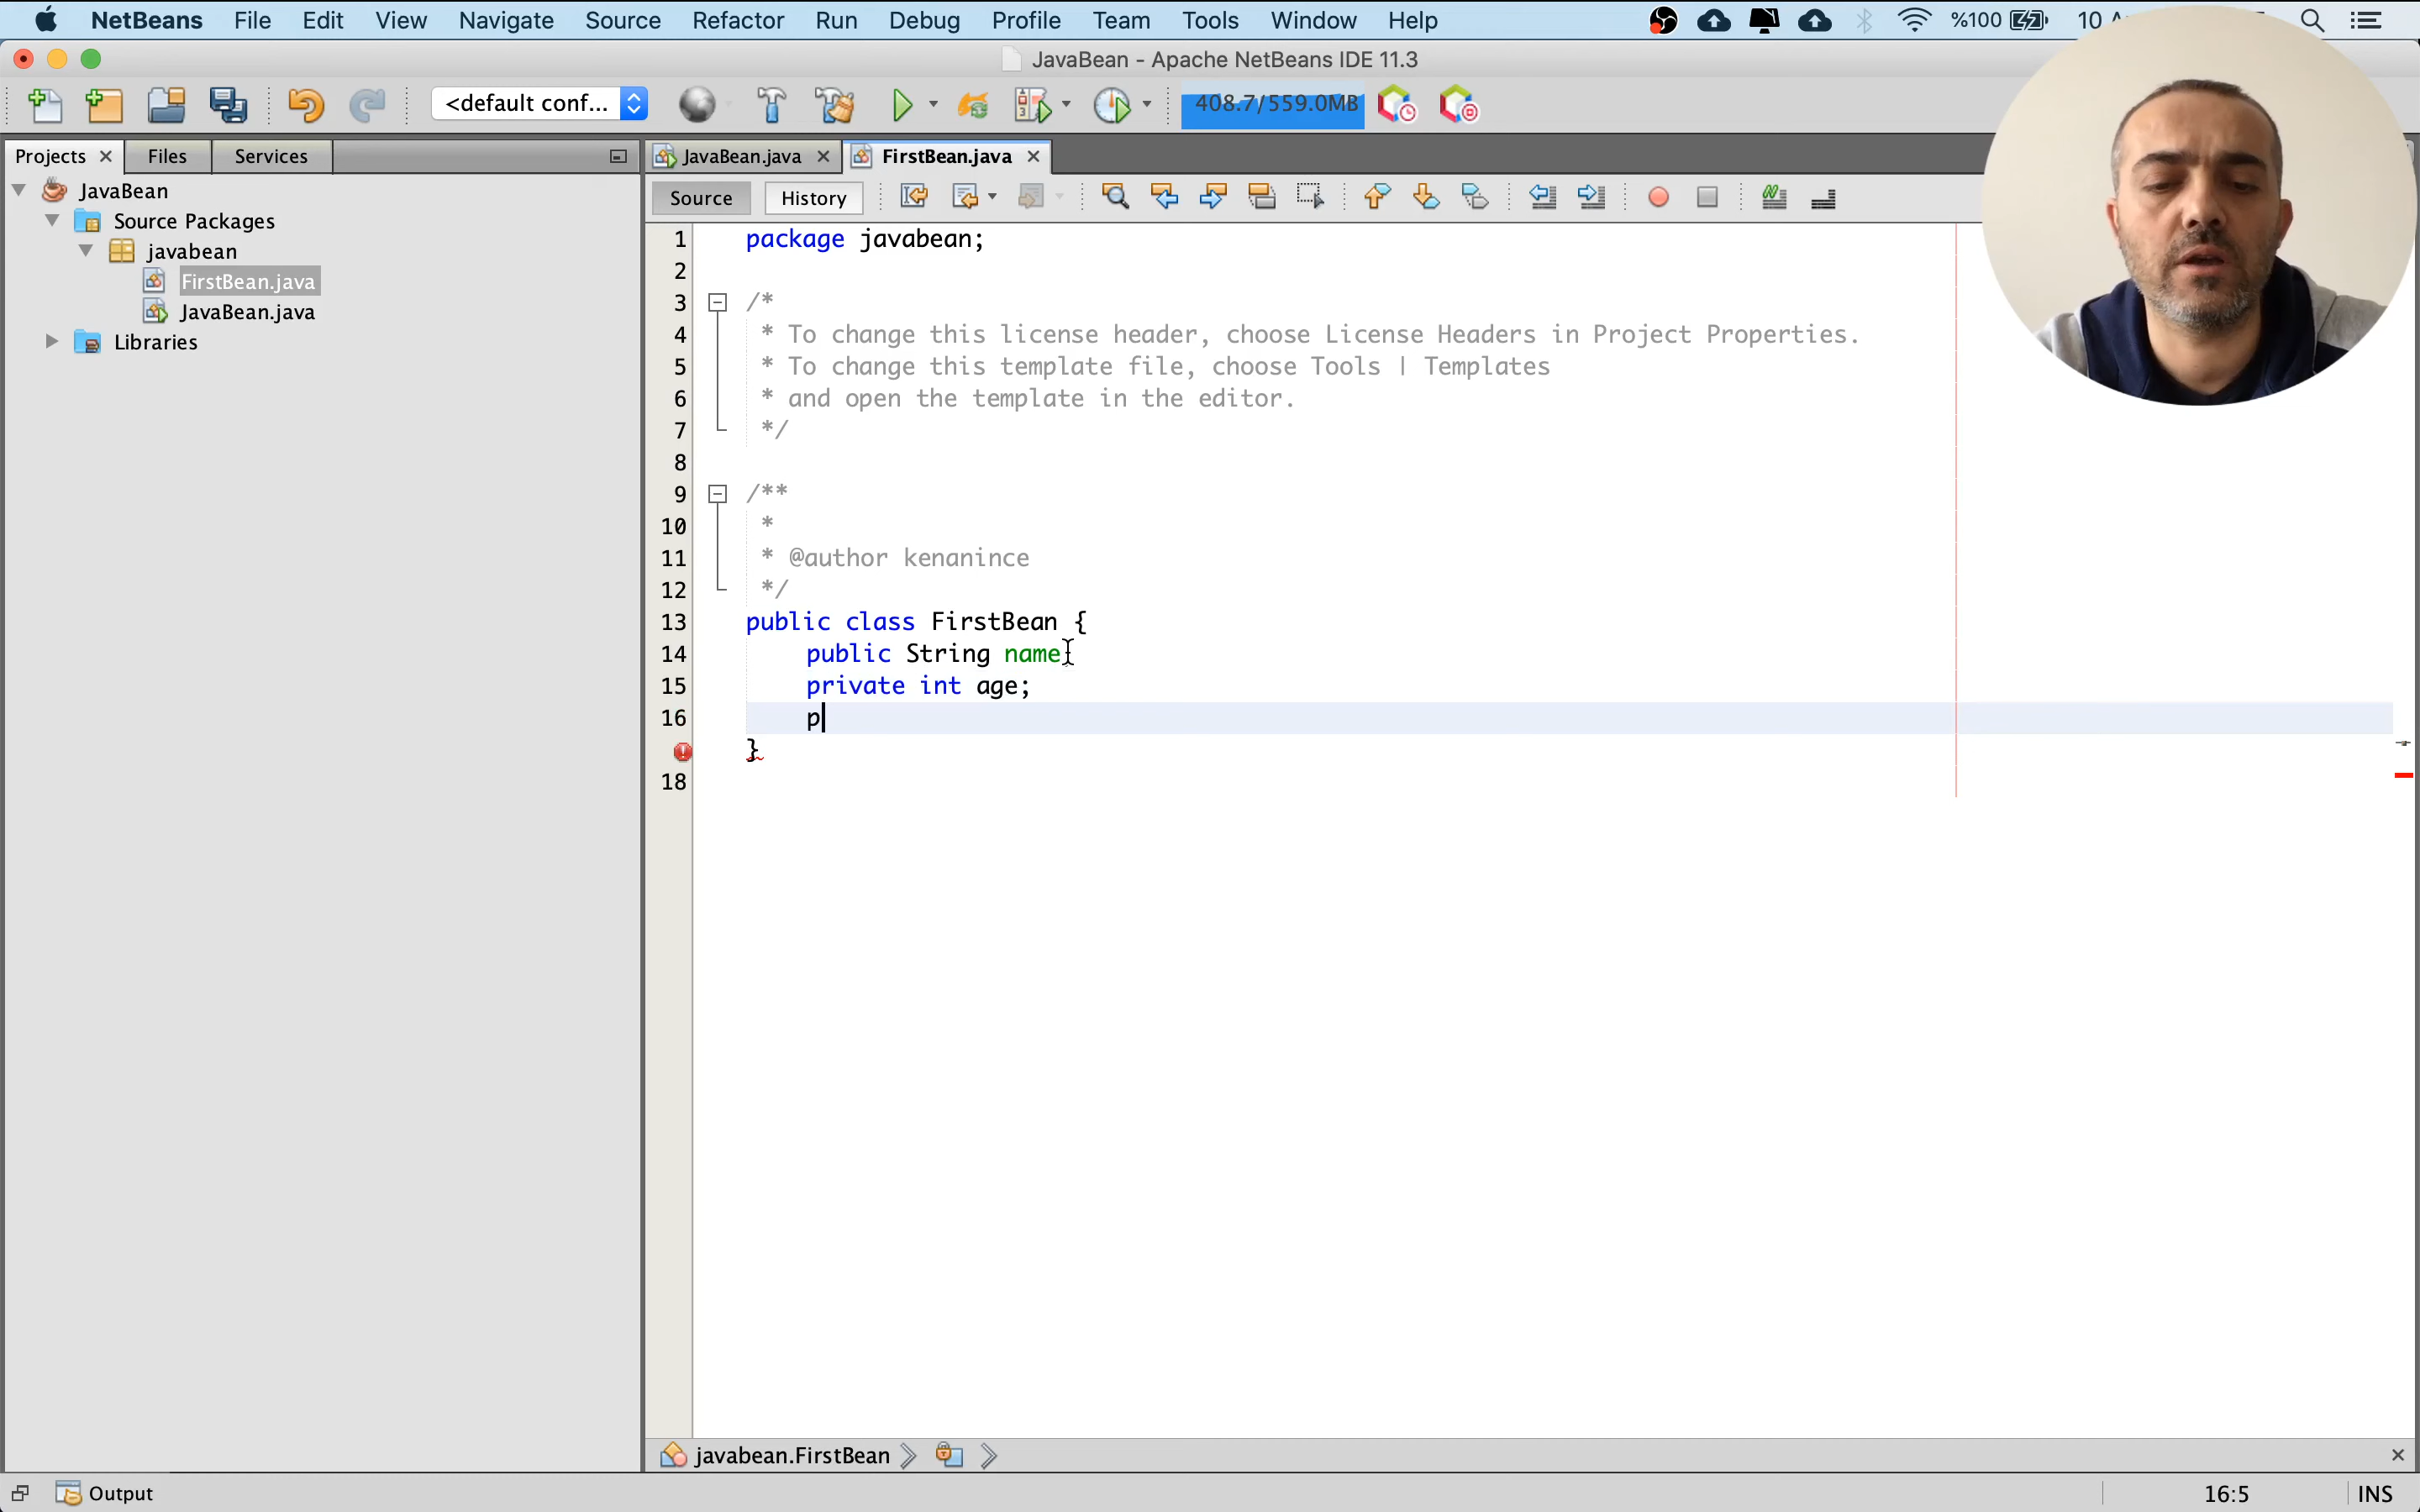 NetBeans File Edit View Navigate Source Refactor Run Debug Profile Team Tools Window Help %100 10
JavaBean - Apache NetBeans IDE 11.3
<default conf... 408.7/559.0MB
Projects Files Services
JavaBean.java FirstBean.java
Source History
JavaBean
Source Packages
javabean
FirstBean.java
JavaBean.java
Libraries
1 package javabean;
2
3 /*
4 * To change this license header, choose License Headers in Project Properties.
5 * To change this template file, choose Tools | Templates
6 * and open the template in the editor.
7 */
8
9 /**
10 *
11 * @author kenanince
12 */
13 public class FirstBean {
14 public String name
15 private int age;
16 p
}
18
javabean.FirstBean
Output 16:5 INS